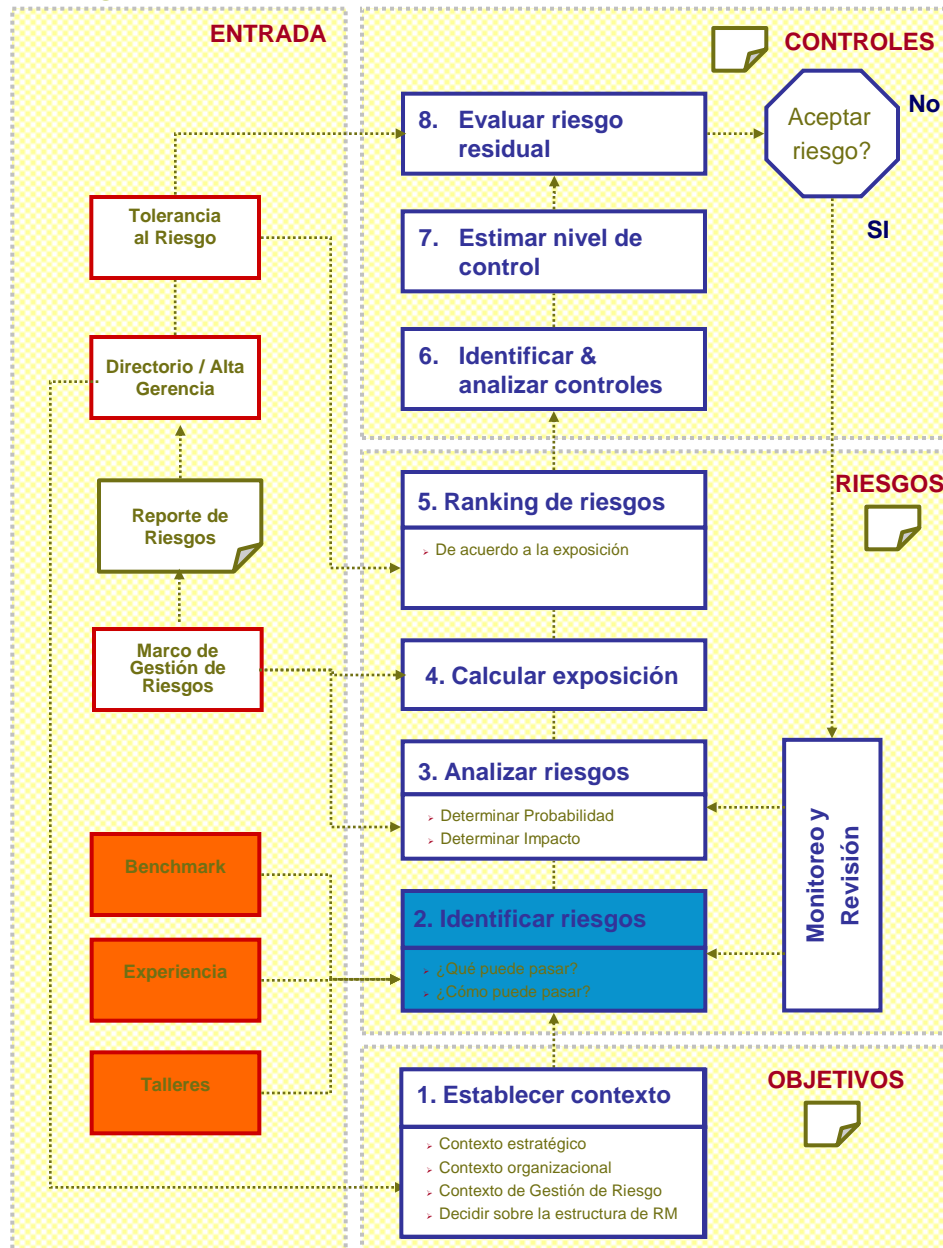 ENTRADA
Tolerancia
al Riesgo
Directorio / Alta
Gerencia
Reporte de
Riesgos
Marco de
Gestión de
Riesgos
Benchmark
Experiencia
Talleres
CONTROLES
8. Evaluar riesgo
residual
Aceptar
riesgo?
No
SI
7. Estimar nivel de
control
6. Identificar &
analizar controles
RIESGOS
5. Ranking de riesgos
➢ De acuerdo a la exposición
4. Calcular exposición
3. Analizar riesgos
➢ Determinar Probabilidad
➢ Determinar Impacto
2. Identificar riesgos
➢ ¿Qué puede pasar?
➢ ¿Cómo puede pasar?
Monitoreo y
Revisión
OBJETIVOS
1. Establecer contexto
➢ Contexto estratégico
➢ Contexto organizacional
➢ Contexto de Gestión de Riesgo
➢ Decidir sobre la estructura de RM